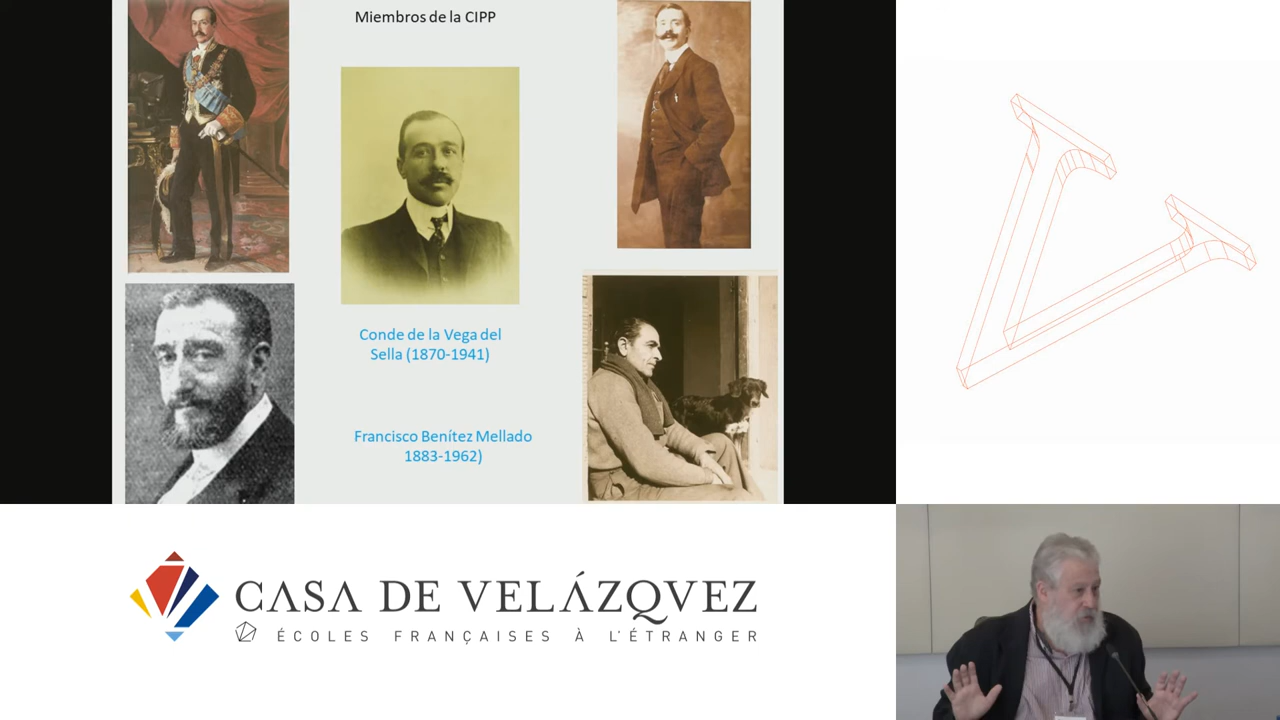 Miembros de la CIPP
Conde de la Vega del
Sella (1870-1941)
Francisco Benítez Mellado
1883-1962)
CASA DE VELÁZQVEZ
ÉCOLES FRANÇAISES À L'ÉTRANGER